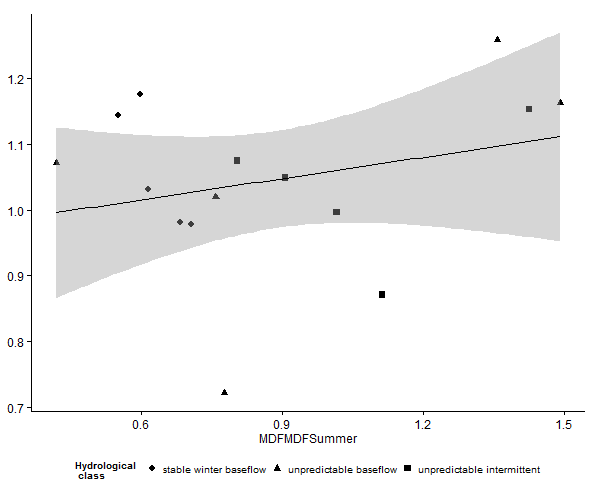 1.2
1.1
1.0
0.9
0.8
0.7
0.6 0.9 1.2 1.5
MDFMDFSummer
Hydrological
class
stable winter baseflow unpredictable baseflow unpredictable intermittent